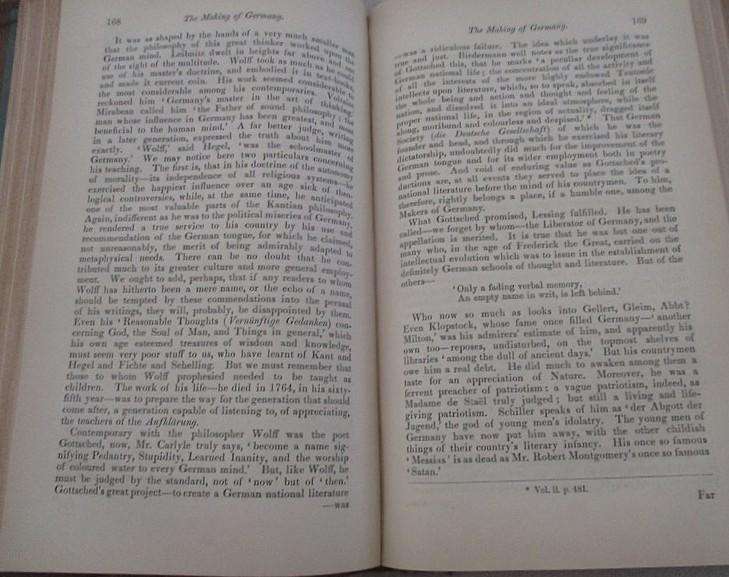 168
The Making of Germany.
It was as shaped by the hands of a very much smaller man
that the philosophy of this great thinker worked upon the
German mind. Leibnitz dwelt in heights far above and out
of the sight of the multitude. Wolff took as much as he could
use of his master's doctrine, and embodied it in text-books
and made it current coin. His work seemed considerable to
the most considerable among his contemporaries.
reckoned him 'Germany's master in the art of thinking.'
Mirabeau called him 'the Father of sound philosophy; the
man whose influence in Germany has been greatest, and most
beneficial to the human mind.' A far better judge, writing
in a later generation, expressed the truth about him more
exactly. 'Wolff,' said Hegel, 'was the schoolmaster of
Germany.' We may notice here two particulars concerning
his teaching. The first is, that in his doctrine of the autonomy
of morality—its independence of all religious systems—he
exercised the happiest influence over an age sick of theo-
logical controversies, while, at the same time, he anticipated
one of the most valuable parts of the Kantian philosophy.
Again, indifferent as he was to the political miseries of Germany,
he rendered a true service to his country by his use and
recommendation of the German tongue, for which he claimed,
not unreasonably, the merit of being admirably adapted to
metaphysical needs. There can be no doubt that he con-
tributed much to its greater culture and more general employ-
ment. We ought to add, perhaps, that if any readers to whom
Wolff has hitherto been a mere name, or the echo of a name,
should be tempted by these commendations into the perusal
of his writings, they will, probably, be disappointed by them.
Even his 'Reasonable Thoughts (Vernünftige Gedanken) con-
cerning God, the Soul of Man, and Things in general,' which
his own age esteemed treasures of wisdom and knowledge,
must seem very poor stuff to us, who have learnt of Kant and
Hegel and Fichte and Schelling. But we must remember that
those to whom Wolff prophesied needed to be taught as
children. The work of his life—he died in 1764, in his sixty-
fifth year—was to prepare the way for the generation that should
come after, a generation capable of listening to, of appreciating,
the teachers of the Aufklärung.
Contemporary with the philosopher Wolff was the poet
Gottsched, now, Mr. Carlyle truly says, 'become a name sig-
nifying Pedantry, Stupidity, Learned Inanity, and the worship
of coloured water to every German mind.' But, like Wolff, he
must be judged by the standard, not of 'now' but of 'then.'
Gottsched's great project—to create a German national literature
—was
The Making of Germany.
169
—was a ridiculous failure. The idea which underlay it was
true and just. Biedermann well notes as the true significance
of Gottsched this, that he marks 'a peculiar development of
German national life; the concentration of all the activity and
of all the interests of the more highly endowed Teutonic
intellects upon literature, which, so to speak, absorbed in itself
the whole being and action and thought and feeling of the
nation, and dissolved it into an ideal atmosphere, while the
proper national life, in the region of actuality, dragged itself
along, unritual and colourless and despised.'* That German
Society (die Deutsche Gesellschaft) of which he was the
founder and head, and through which he exercised his literary
dictatorship, undoubtedly did much for the improvement of the
German tongue and for its wider employment both in poetry
and prose. And void of enduring value as Gottsched's pro-
ductions are, at all events they served to place the idea of a
national literature before the mind of his countrymen. To him,
therefore, rightly belongs a place, if a humble one, among the
Makers of Germany.
What Gottsched promised, Lessing fulfilled. He has been
called—we forget by whom—the Liberator of Germany, and the
appellation is merited. It is true that he was but one out of
many who, in the age of Frederick the Great, carried on the
intellectual evolution which was to issue in the establishment of
definitely German schools of thought and literature. But of the
others—
'Only a fading verbal memory,
An empty name in writ, is left behind.'
Who now so much as looks into Gellert, Gleim, Abbt?
Even Klopstock, whose fame once filled Germany—'another
Milton,' was his admirers' estimate of him, and apparently his
own too—reposes, undisturbed, on the topmost shelves of
libraries 'among the dull of ancient days.' But his countrymen
owe him a real debt. He did much to awaken among them a
taste for an appreciation of Nature. Moreover, he was a
fervent preacher of patriotism: a vague patriotism, indeed, as
Madame de Staël truly judged; but still a living and life-
giving patriotism. Schiller speaks of him as 'der Abgott der
Jugend,' the god of young men's idolatry. The young men of
Germany have now put him away, with the other childish
things of their country's literary infancy. His once so famous
'Messias' is as dead as Mr. Robert Montgomery's once so famous
'Satan.'
* Vol. ii. p. 481.
Far